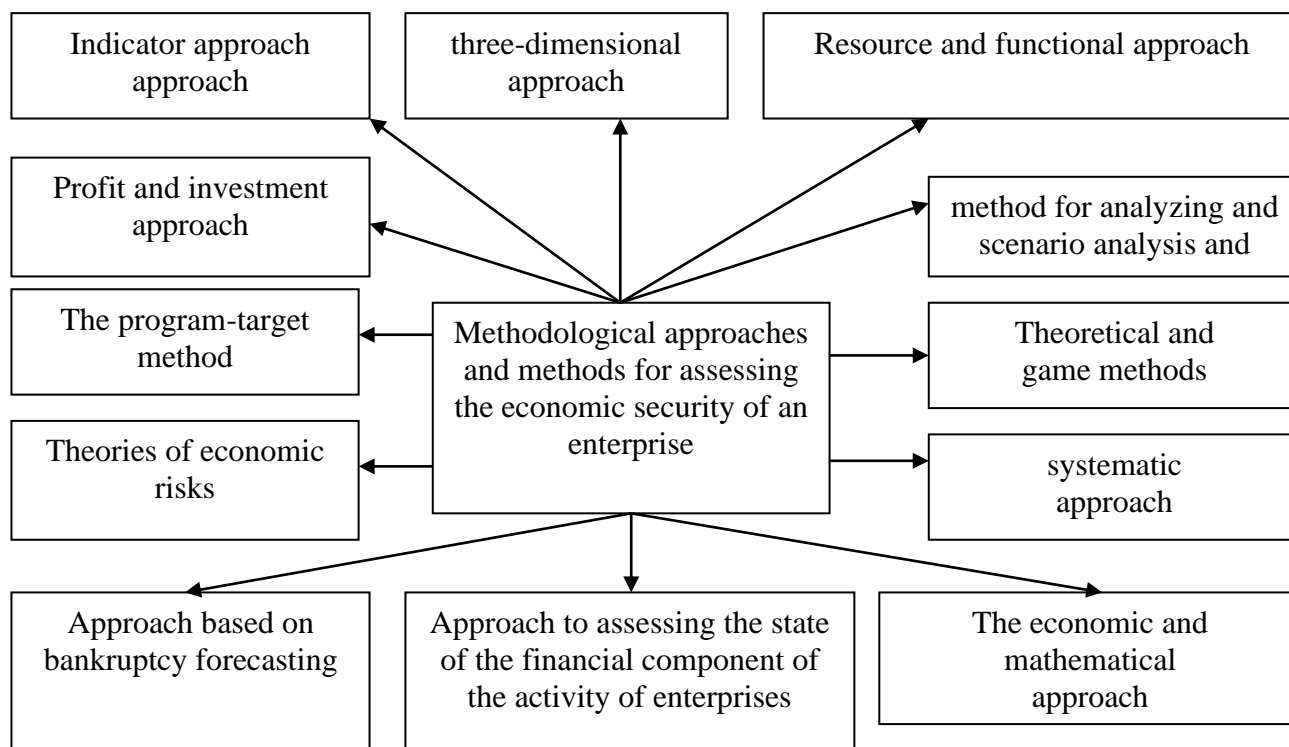 Indicator approach
approach
three-dimensional
approach
Resource and functional approach
Profit and investment
approach
method for analyzing and
scenario analysis and
The program-target
method
Methodological approaches
and methods for assessing
the economic security of an
enterprise
Theoretical and
game methods
Theories of economic
risks
systematic
approach
Approach based on
bankruptcy forecasting
Approach to assessing the state
of the financial component of
the activity of enterprises
The economic and
mathematical
approach